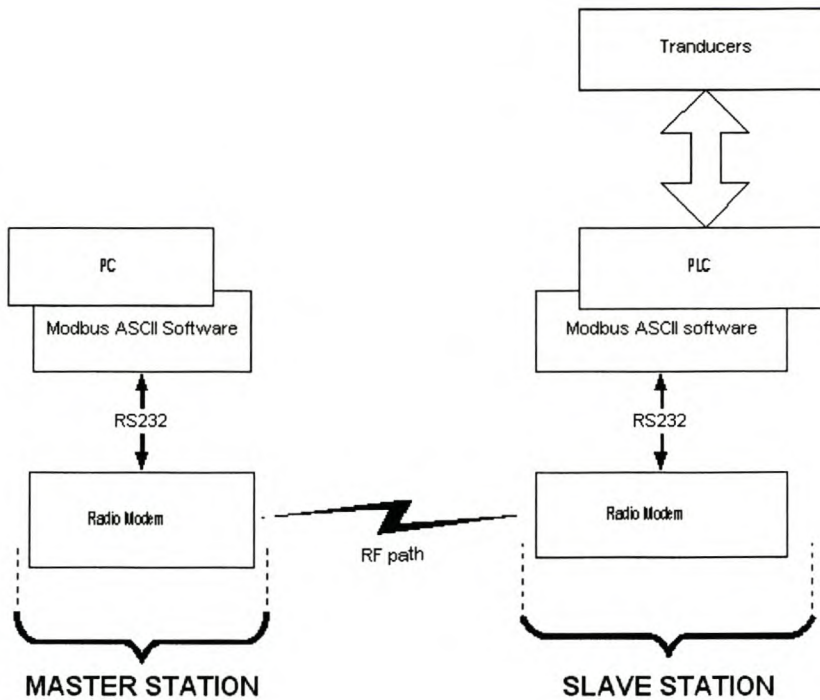 Tranducers
PC
PLC
Modbus ASCII Software
Modbus ASCII software
RS232
RS232
Radio Modem
Radio Modem
RF path
MASTER STATION
SLAVE STATION